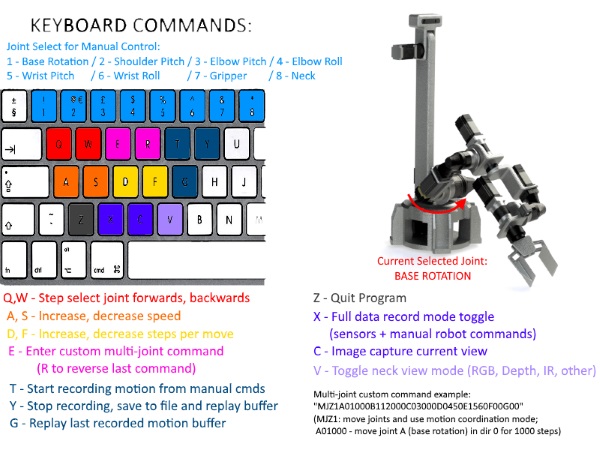 KEYBOARD COMMANDS:
Joint Select for Manual Control:
1 - Base Rotation / 2 - Shoulder Pitch / 3 - Elbow Pitch / 4 - Elbow Roll
5 - Wrist Pitch / 6 - Wrist Roll / 7 - Gripper / 8 - Neck
± § ! 1 2 3 4 5 6 7 8
Q W E R T Y U
A S D F G H J
Z X C V B N
fn ctrl alt cmd ⌘
Current Selected Joint:
BASE ROTATION
Q,W - Step select joint forwards, backwards
A, S - Increase, decrease speed
D, F - Increase, decrease steps per move
E - Enter custom multi-joint command
(R to reverse last command)
T - Start recording motion from manual cmds
Y - Stop recording, save to file and replay buffer
G - Replay last recorded motion buffer
Z - Quit Program
X - Full data record mode toggle
(sensors + manual robot commands)
C - Image capture current view
V - Toggle neck view mode (RGB, Depth, IR, other)
Multi-joint custom command example:
"MJZ1A01000B112000C03000D0450E1560F00G00"
(MJZ1: move joints and use motion coordination mode;
A01000 - move joint A (base rotation) in dir 0 for 1000 steps)